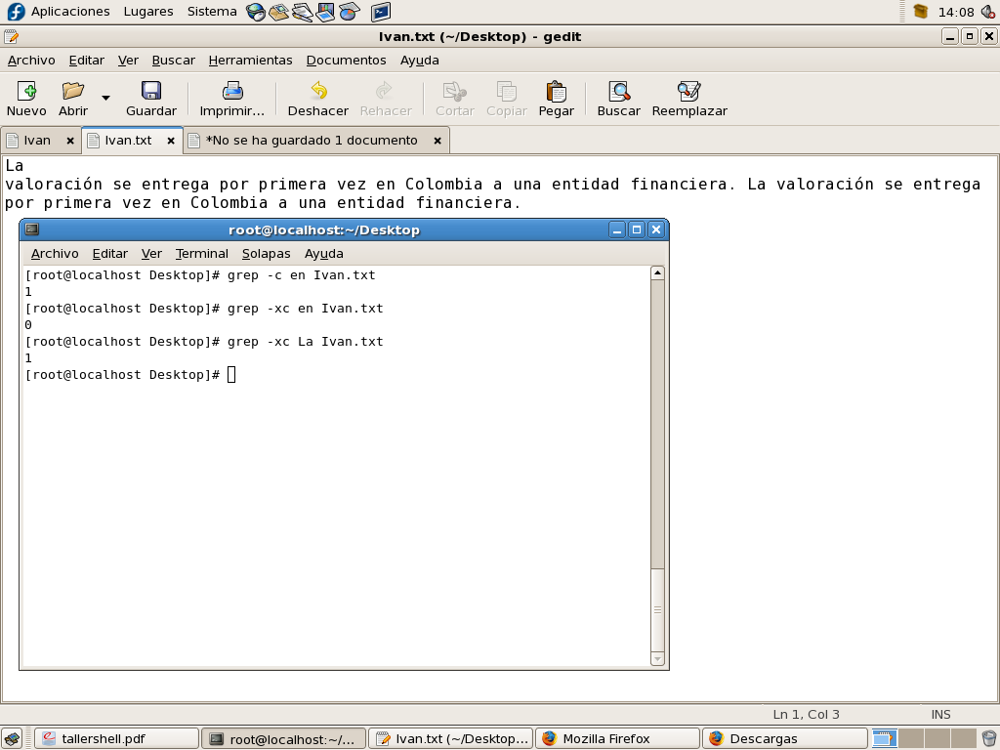 Aplicaciones Lugares Sistema 14:08
Ivan.txt (~/Desktop) - gedit
Archivo Editar Ver Buscar Herramientas Documentos Ayuda
Nuevo Abrir Guardar Imprimir... Deshacer Rehacer Cortar Copiar Pegar Buscar Reemplazar
Ivan Ivan.txt *No se ha guardado 1 documento
La
valoración se entrega por primera vez en Colombia a una entidad financiera. La valoración se entrega
por primera vez en Colombia a una entidad financiera.
root@localhost:~/Desktop
Archivo Editar Ver Terminal Solapas Ayuda
[root@localhost Desktop]# grep -c en Ivan.txt
1
[root@localhost Desktop]# grep -xc en Ivan.txt
0
[root@localhost Desktop]# grep -xc La Ivan.txt
1
[root@localhost Desktop]#
Ln 1, Col 3 INS
tallershell.pdf root@localhost:~/... Ivan.txt (~/Desktop... Mozilla Firefox Descargas